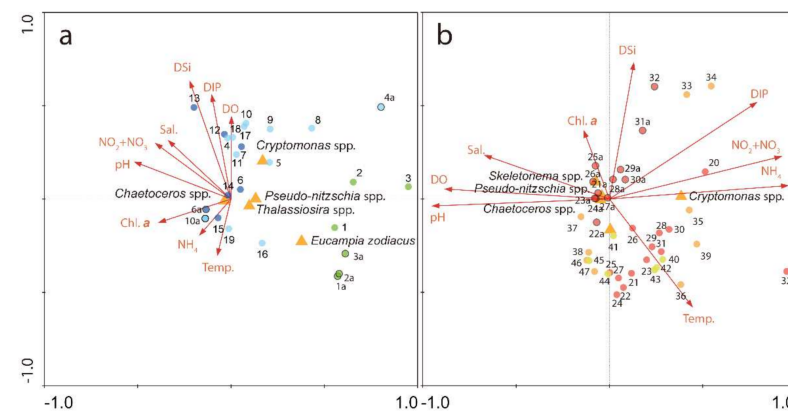 1.0
a
DSi
DIP
13
DO
10
9
8
4a
12
18
17
4
Sal.
NO2+NO3
pH
7
11
Cryptomonas spp.
5
2
3
Chaetoceros spp.
14
6
Pseudo-nitzschia spp.
Thalassiosira spp.
6a
10a
Chl. a
15
19
NH4
Temp.
16
1
Eucampia zodiacus
3a
2a
1a
-1.0
-1.0
1.0
b
DSi
32
33
34
DIP
Chl. a
31a
NO2+NO3
Sal.
25a
29a
20
NH4
Skeletonema spp.
26a
30a
DO
Pseudo-nitzschia spp.
21a
28a
Cryptomonas spp.
23a
27a
pH
Chaetoceros spp.
24a
22a
35
37
41
26
28
30
29
39
38
31
46
45
25
23
40
42
47
44
27
21
43
36
24
22
Temp.
-1.0
1.0